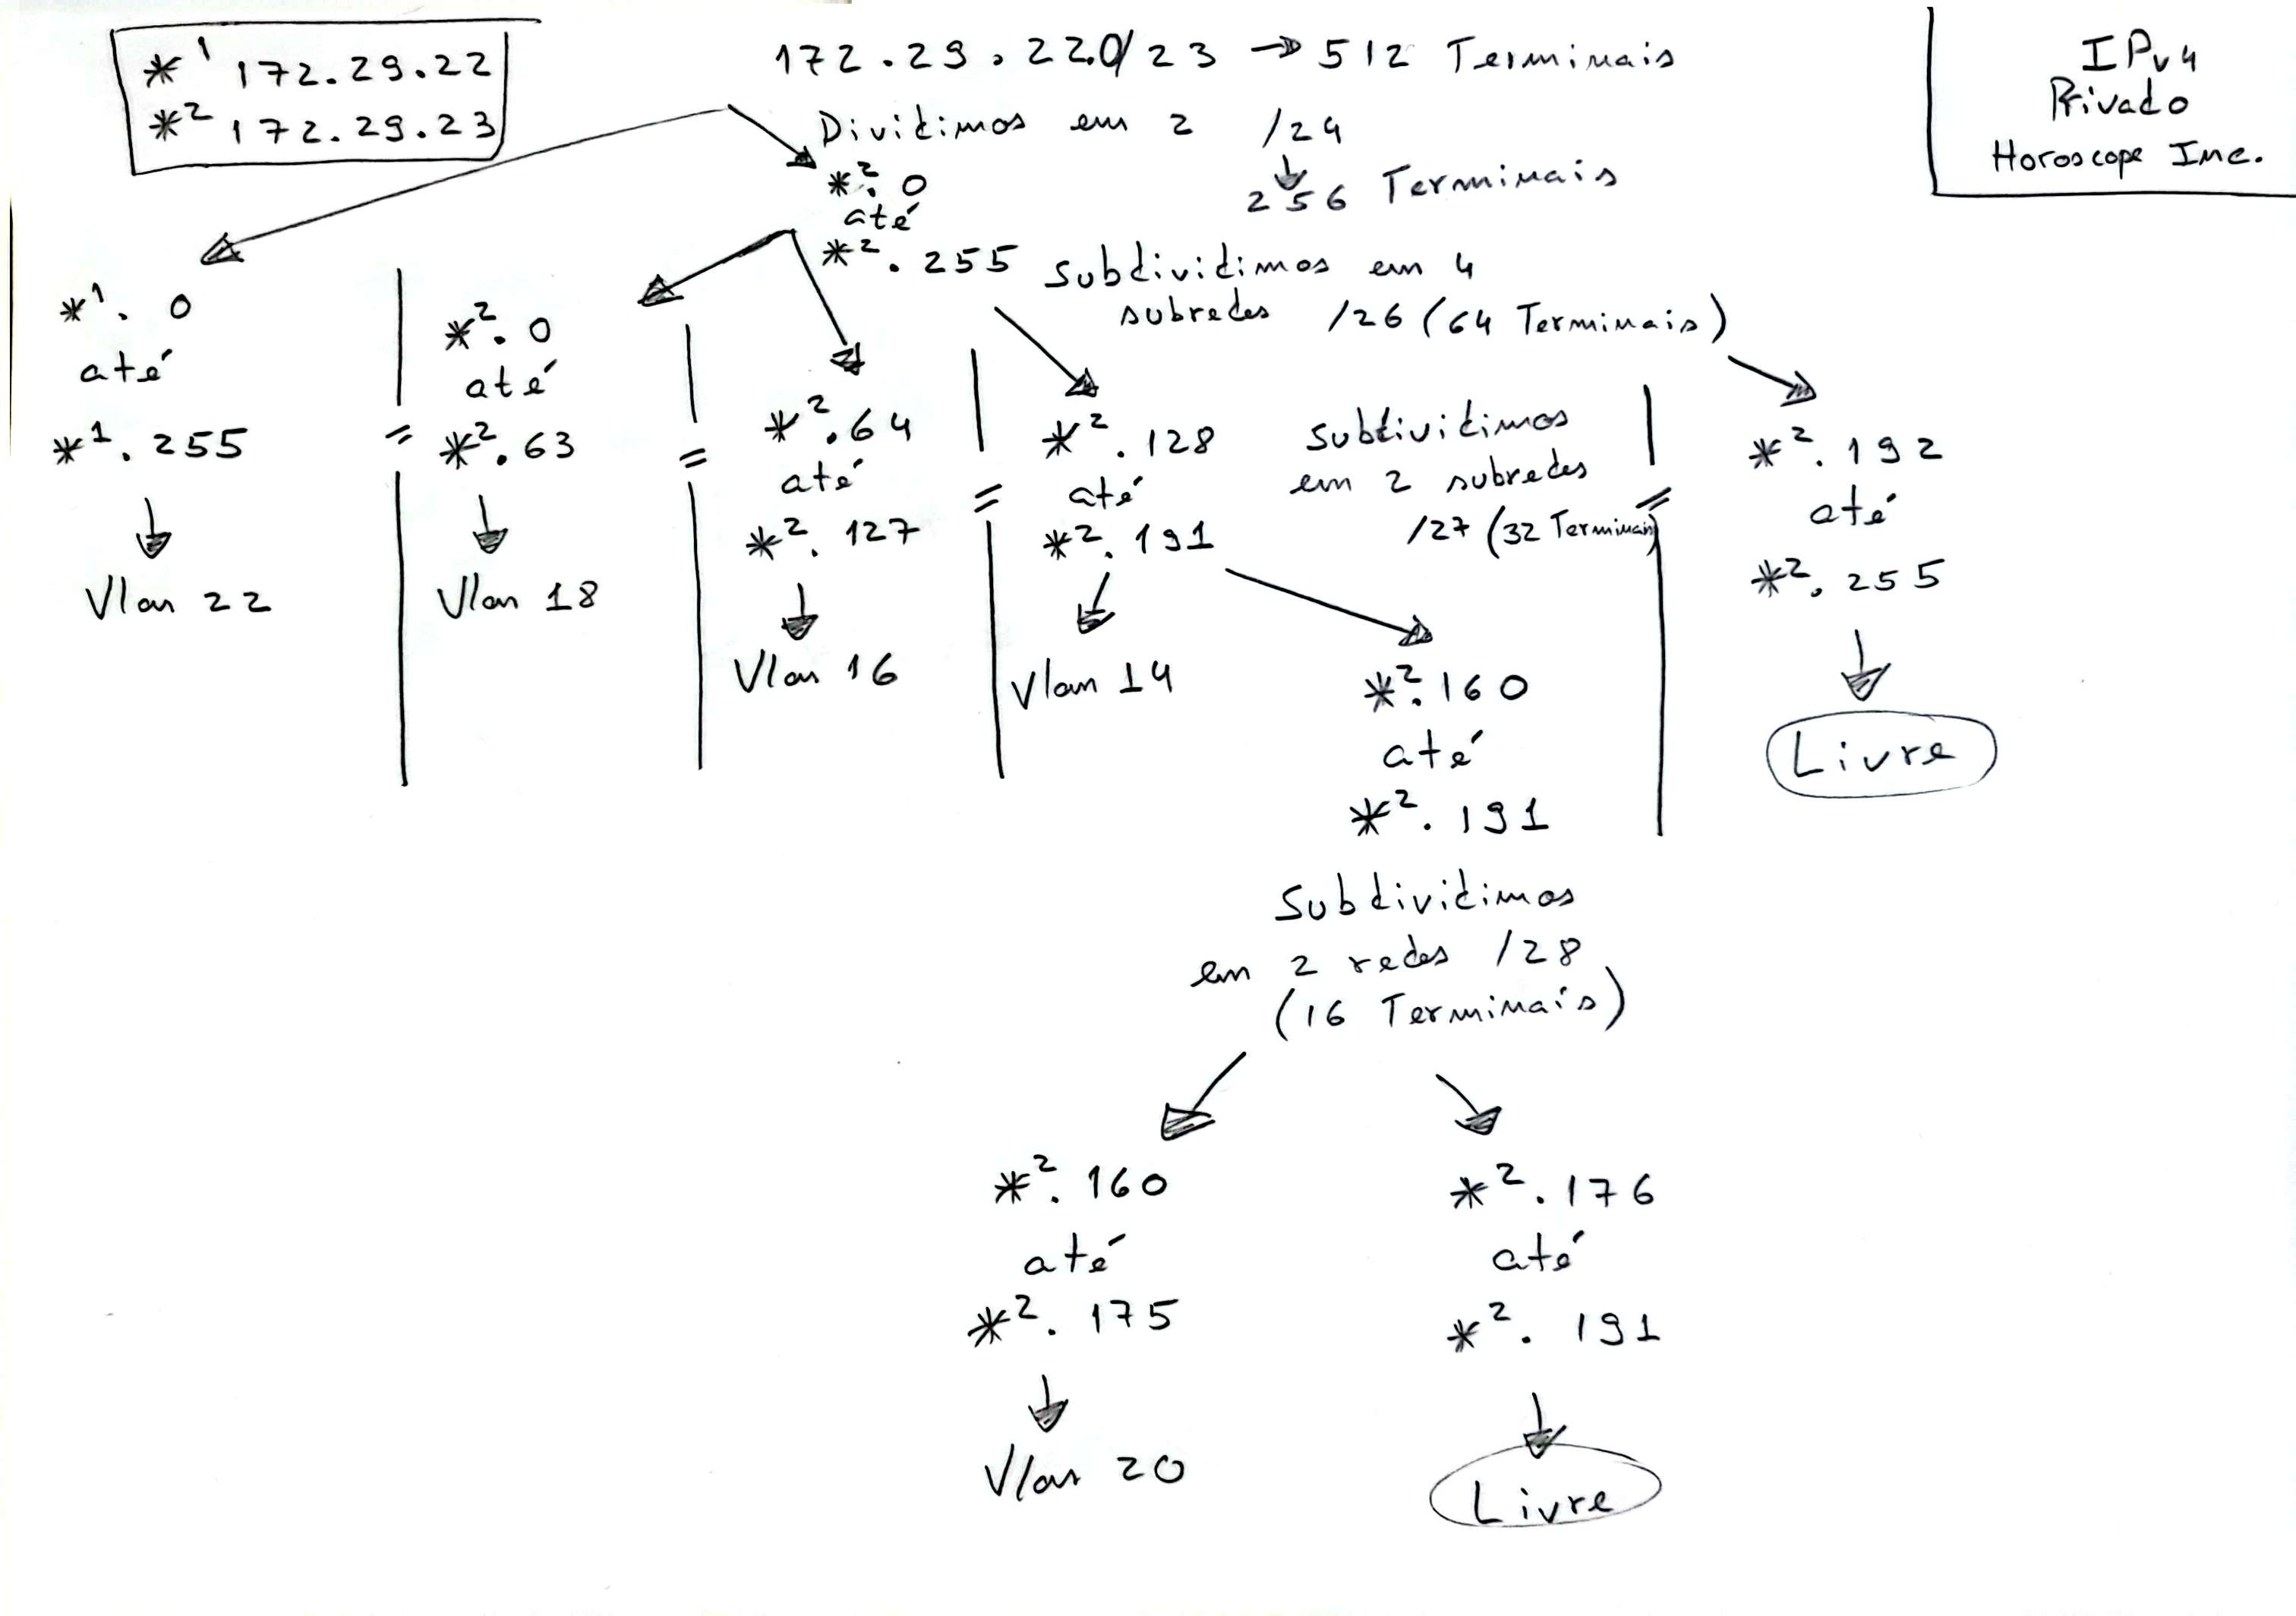 *¹ 172.29.22
*² 172.29.23
172.29.22.0/23 → 512 Terminais
IPv4
Privado
Horoscope Inc.
Dividimos em 2 /24
↓
256 Terminais
*².0
até
*².255
Subdividimos em 4
subredes /26 (64 Terminais)
*¹.0
até
*¹.255
↓
Vlan 22
*².0
até
*².63
↓
Vlan 18
*².64
até
*².127
↓
Vlan 16
*².128
até
*².191
↓
Vlan 14
Subdividimos
em 2 subredes
/27 (32 Terminais)
*².192
até
*².255
↓
Livre
*².160
até
*².191
Subdividimos
em 2 redes /28
(16 Terminais)
*².160
até
*².175
↓
Vlan 20
*².176
até
*².191
↓
Livre